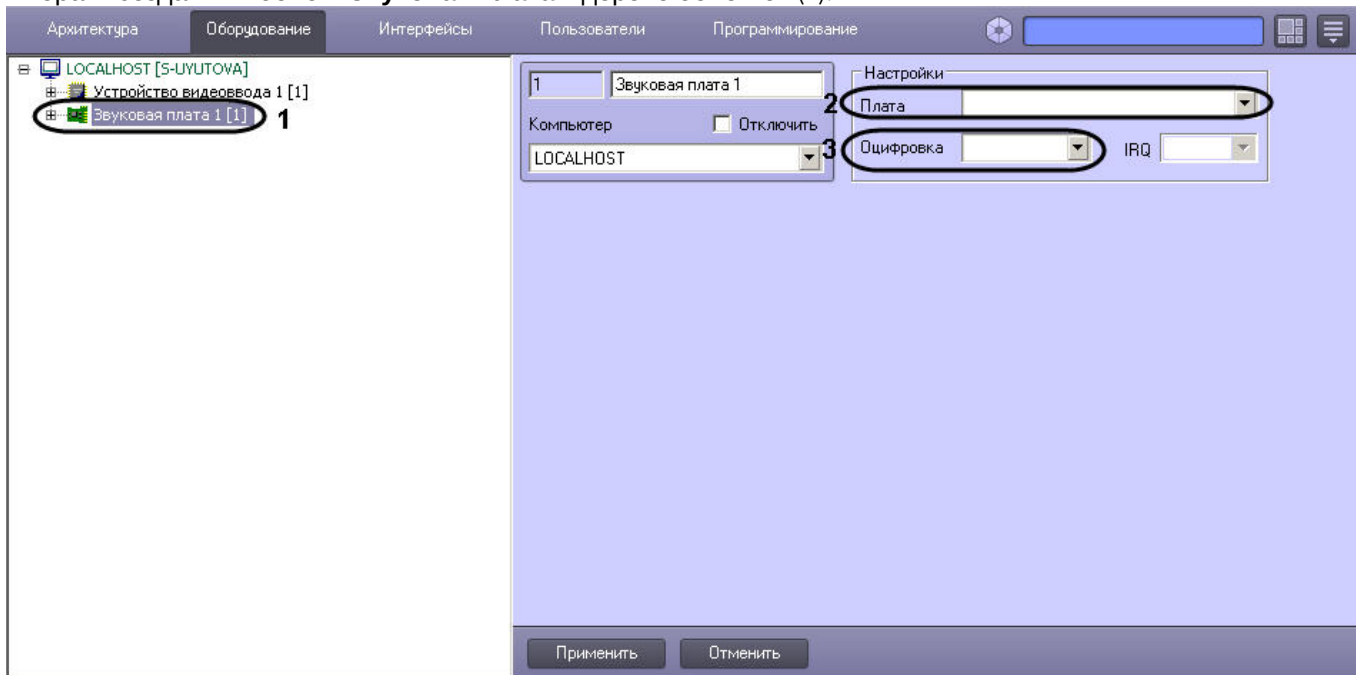 Архитектура Оборудование Интерфейсы Пользователи Программирование
LOCALHOST [S-UYUTOVA]
Устройство видеоввода 1 [1]
Звуковая плата 1 [1] 1
1 Звуковая плата 1
Компьютер Отключить
LOCALHOST
Настройки
2 Плата
3 Оцифровка IRQ
Применить Отменить